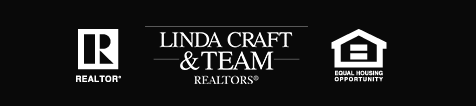 R
REALTOR®
LINDA CRAFT
& TEAM
REALTORS®
EQUAL HOUSING
OPPORTUNITY